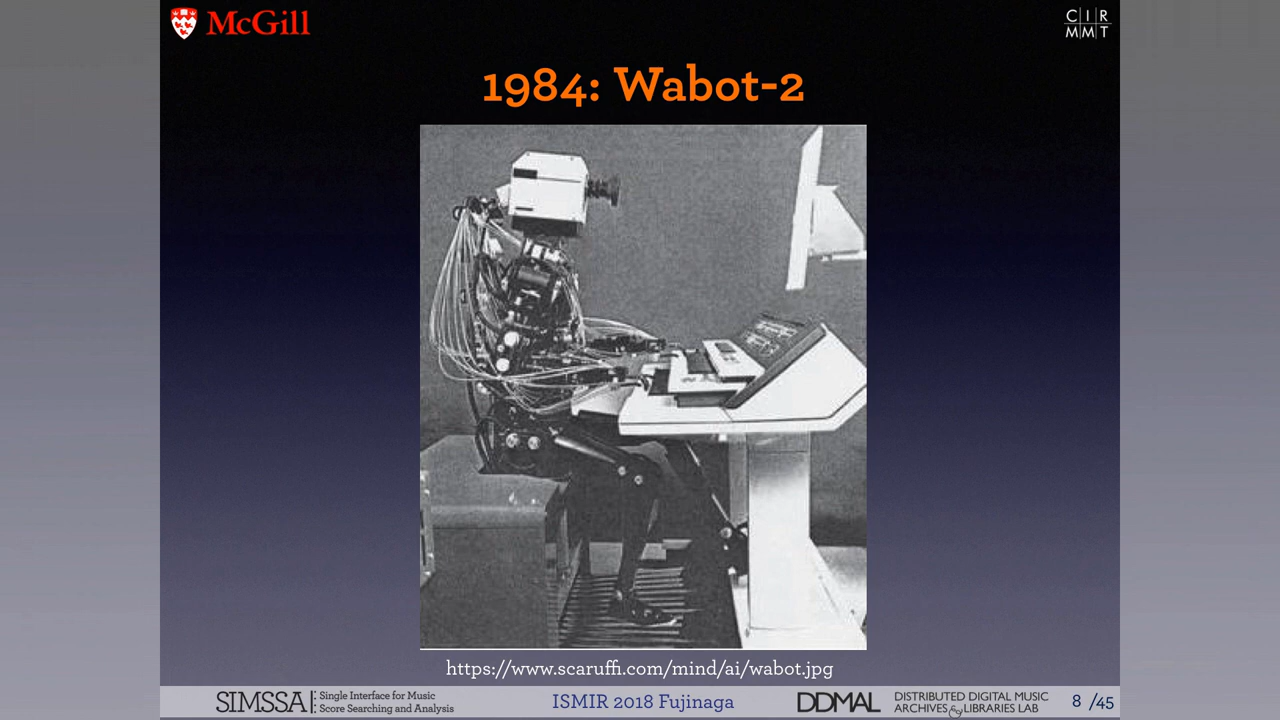 McGill
C I R
M M T
1984: Wabot-2
https://www.scaruffi.com/mind/ai/wabot.jpg
SIMSSA
Single Interface for Music
Score Searching and Analysis
ISMIR 2018 Fujinaga
DDMAL
DISTRIBUTED DIGITAL MUSIC
ARCHIVES & LIBRARIES LAB
8 /45